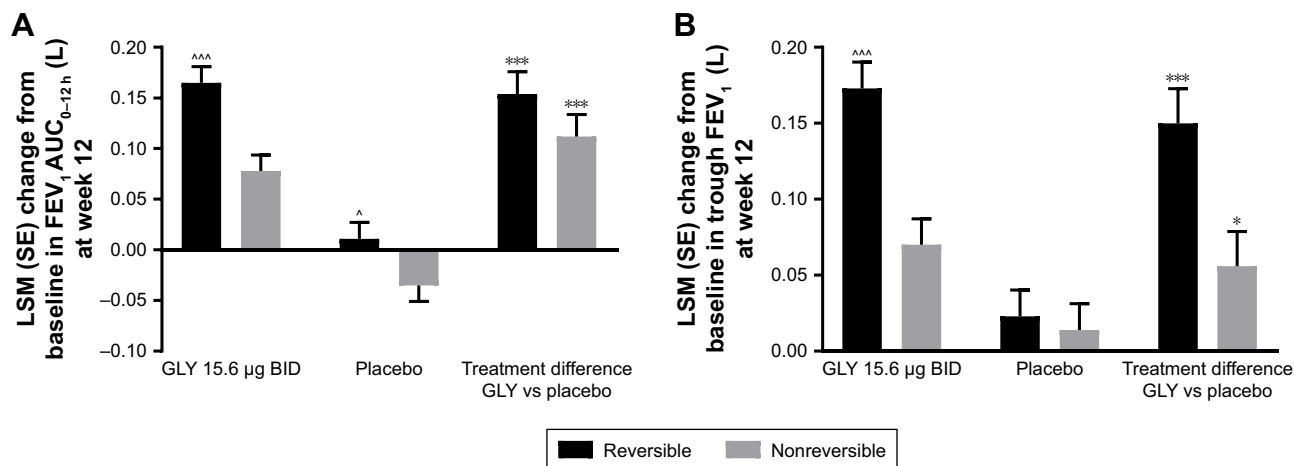 A
LSM (SE) change from
baseline in FEV₁ AUC₀₋₁₂ ₕ (L)
at week 12
0.20
0.15
0.10
0.05
0.00
–0.05
–0.10
^^^
^
***
***
GLY 15.6 µg BID
Placebo
Treatment difference
GLY vs placebo
B
LSM (SE) change from
baseline in trough FEV₁ (L)
at week 12
0.20
0.15
0.10
0.05
0.00
^^^
***
*
GLY 15.6 µg BID
Placebo
Treatment difference
GLY vs placebo
Reversible
Nonreversible